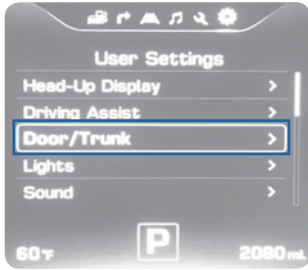 User Settings
Head-Up Display >
Driving Assist >
Door/Trunk >
Lights >
Sound >
P
60°F 2080 mi